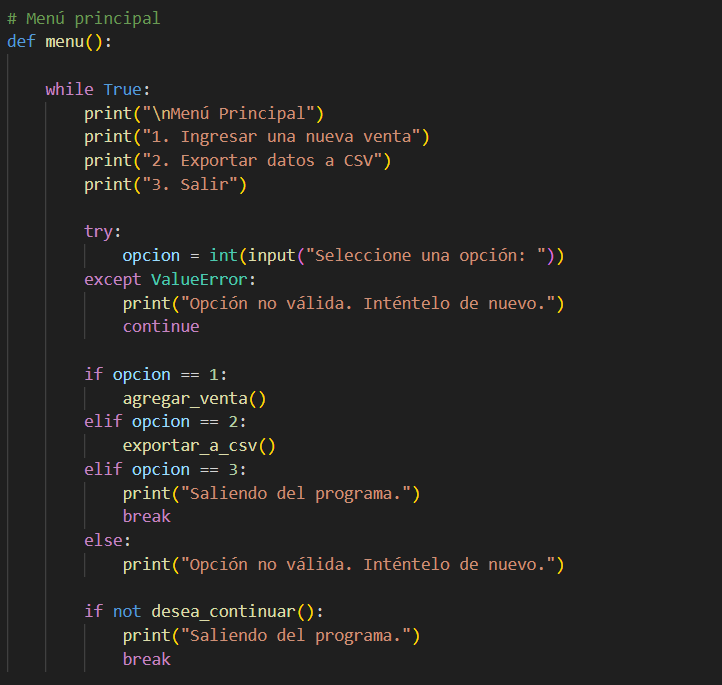 # Menú principal
def menu():
while True:
print("\nMenú Principal")
print("1. Ingresar una nueva venta")
print("2. Exportar datos a CSV")
print("3. Salir")
try:
opcion = int(input("Seleccione una opción: "))
except ValueError:
print("Opción no válida. Inténtelo de nuevo.")
continue
if opcion == 1:
agregar_venta()
elif opcion == 2:
exportar_a_csv()
elif opcion == 3:
print("Saliendo del programa.")
break
else:
print("Opción no válida. Inténtelo de nuevo.")
if not desea_continuar():
print("Saliendo del programa.")
break